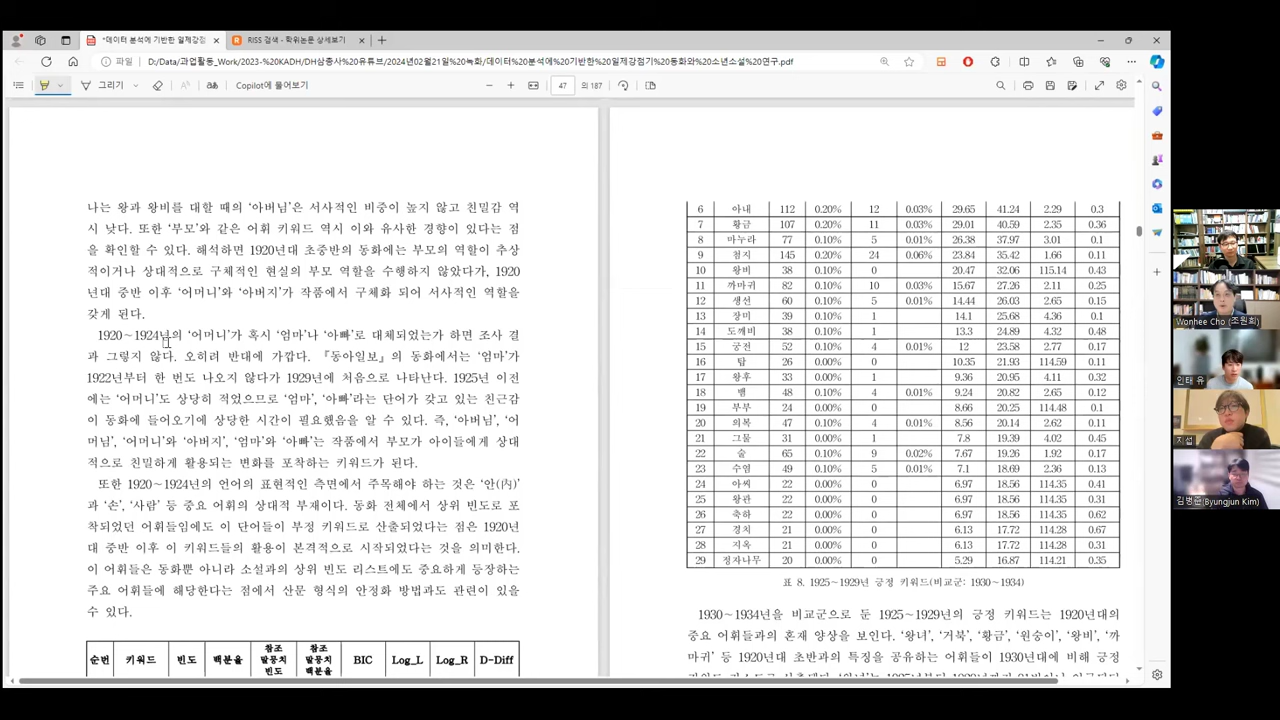 *데이터 분석에 기반한 일제강점
RISS 검색 - 학위논문 상세보기
파일
D:/Data/과업활동_Work/2023-%20KADH/DH삼총사%20유튜브/2024년02월21일%20녹화/데이터%20분석에%20기반한%20일제강점기%20동화와%20소년소설%20연구.pdf
그리기
Copilot에 물어보기
47 의 187
나는 왕과 왕비를 대할 때의 ‘아버님’은 서사적인 비중이 높지 않고 친밀감 역
시 낮다. 또한 ‘부모’와 같은 어휘 키워드 역시 이와 유사한 경향이 있다는 점
을 확인할 수 있다. 해석하면 1920년대 초중반의 동화에는 부모의 역할이 추상
적이거나 상대적으로 구체적인 현실의 부모 역할을 수행하지 않았다가, 1920
년대 중반 이후 ‘어머니’와 ‘아버지’가 작품에서 구체화 되어 서사적인 역할을
갖게 된다.
1920～1924년의 ‘어머니’가 혹시 ‘엄마’나 ‘아빠’로 대체되었는가 하면 조사 결
과 그렇지 않다. 오히려 반대에 가깝다. 『동아일보』의 동화에서는 ‘엄마’가
1922년부터 한 번도 나오지 않다가 1929년에 처음으로 나타난다. 1925년 이전
에는 ‘어머니’도 상당히 적었으므로 ‘엄마’, ‘아빠’라는 단어가 갖고 있는 친근감
이 동화에 들어오기에 상당한 시간이 필요했음을 알 수 있다. 즉, ‘아버님’, ‘어
머님’, ‘어머니’와 ‘아버지’, ‘엄마’와 ‘아빠’는 작품에서 부모가 아이들에게 상대
적으로 친밀하게 활용되는 변화를 포착하는 키워드가 된다.
또한 1920～1924년의 언어의 표현적인 측면에서 주목해야 하는 것은 ‘안(內)’
과 ‘손’, ‘사람’ 등 중요 어휘의 상대적 부재이다. 동화 전체에서 상위 빈도로 포
착되었던 어휘들임에도 이 단어들이 부정 키워드로 산출되었다는 점은 1920년
대 중반 이후 이 키워드들의 활용이 본격적으로 시작되었다는 것을 의미한다.
이 어휘들은 동화뿐 아니라 소설과의 상위 빈도 리스트에도 중요하게 등장하는
주요 어휘들에 해당한다는 점에서 산문 형식의 안정화 방법과도 관련이 있을
수 있다.
순번 키워드 빈도 백분율 참조 말뭉치 빈도 참조 말뭉치 백분율 BIC Log_L Log_R D-Diff
6 아내 112 0.20% 12 0.03% 29.65 41.24 2.29 0.3
7 황금 107 0.20% 11 0.03% 29.01 40.59 2.35 0.36
8 마누라 77 0.10% 5 0.01% 26.38 37.97 3.01 0.1
9 첨지 145 0.20% 24 0.06% 23.84 35.42 1.66 0.11
10 왕비 38 0.10% 0 20.47 32.06 115.14 0.43
11 까마귀 82 0.10% 10 0.03% 15.67 27.26 2.11 0.25
12 생선 60 0.10% 5 0.01% 14.44 26.03 2.65 0.15
13 장미 39 0.10% 1 14.1 25.68 4.36 0.1
14 도깨비 38 0.10% 1 13.3 24.89 4.32 0.48
15 궁전 52 0.10% 4 0.01% 12 23.58 2.77 0.17
16 탑 26 0.00% 0 10.35 21.93 114.59 0.11
17 왕후 33 0.00% 1 9.36 20.95 4.11 0.32
18 뱀 48 0.10% 4 0.01% 9.24 20.82 2.65 0.12
19 부부 24 0.00% 0 8.66 20.25 114.48 0.1
20 의복 47 0.10% 4 0.01% 8.56 20.14 2.62 0.11
21 그물 31 0.00% 1 7.8 19.39 4.02 0.45
22 술 65 0.10% 9 0.02% 7.67 19.26 1.92 0.17
23 수염 49 0.10% 5 0.01% 7.1 18.69 2.36 0.13
24 아씨 22 0.00% 0 6.97 18.56 114.35 0.41
25 왕관 22 0.00% 0 6.97 18.56 114.35 0.31
26 축하 22 0.00% 0 6.97 18.56 114.35 0.62
27 경치 21 0.00% 0 6.13 17.72 114.28 0.67
28 지옥 21 0.00% 0 6.13 17.72 114.28 0.31
29 정자나무 20 0.00% 0 5.29 16.87 114.21 0.35
표 8. 1925～1929년 긍정 키워드(비교군: 1930～1934)
1930～1934년을 비교군으로 둔 1925～1929년의 긍정 키워드는 1920년대의
중요 어휘들과의 혼재 양상을 보인다. ‘왕녀’, ‘거북’, ‘황금’, ‘원숭이’, ‘왕비’, ‘까
마귀’ 등 1920년대 초반과의 특징을 공유하는 어휘들이 1930년대에 비해 긍정
Wonhee Cho (조원희)
인태 유
지섭
김병준(Byungjun Kim)